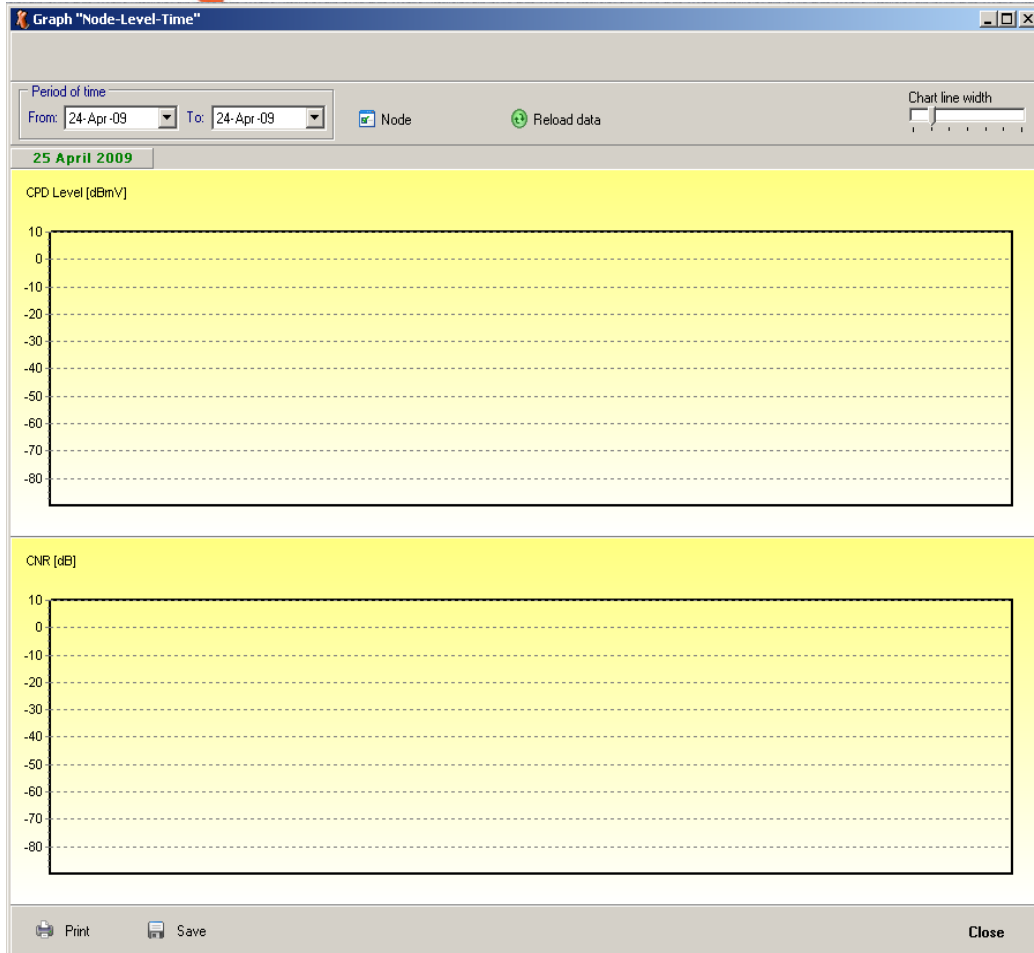 Graph "Node-Level-Time"
Period of time
From: 24-Apr-09 To: 24-Apr-09
Node
Reload data
Chart line width
25 April 2009
CPD Level [dBmV]
10
0
-10
-20
-30
-40
-50
-60
-70
-80
CNR [dB]
10
0
-10
-20
-30
-40
-50
-60
-70
-80
Print
Save
Close